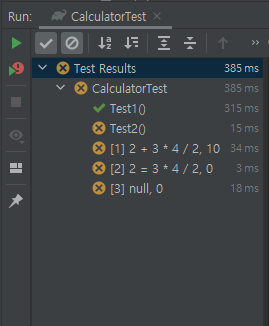 Run: CalculatorTest ×
Test Results 385 ms
CalculatorTest 385 ms
Test1() 315 ms
Test2() 15 ms
[1] 2 + 3 * 4 / 2, 10 34 ms
[2] 2 = 3 * 4 / 2, 0 3 ms
[3] null, 0 18 ms